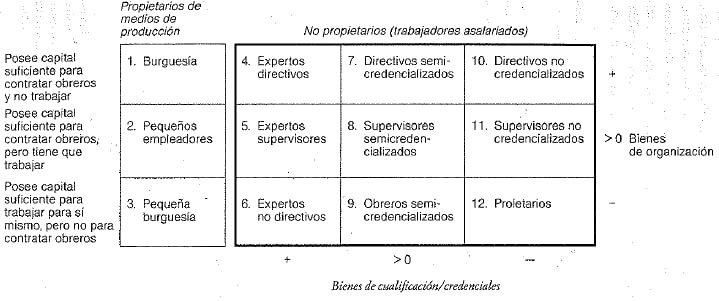 Propietarios de
medios de
producción
No propietarios (trabajadores asalariados)
Posee capital
suficiente para
contratar obreros
y no trabajar
1. Burguesía
4. Expertos
directivos
7. Directivos semi-
credencializados
10. Directivos no
credencializados
+
Posee capital
suficiente para
contratar obreros,
pero tiene que
trabajar
2. Pequeños
empleadores
5. Expertos
supervisores
8. Supervisores
semicreden-
cializados
11. Supervisores no
credencializados
>0 Bienes
de organización
Posee capital
suficiente para
trabajar para sí
mismo, pero no para
contratar obreros
3. Pequeña
burguesía
6. Expertos
no directivos
9. Obreros semi-
credencializados
12. Proletarios
–
+
>0
–
Bienes de cualificación/credenciales